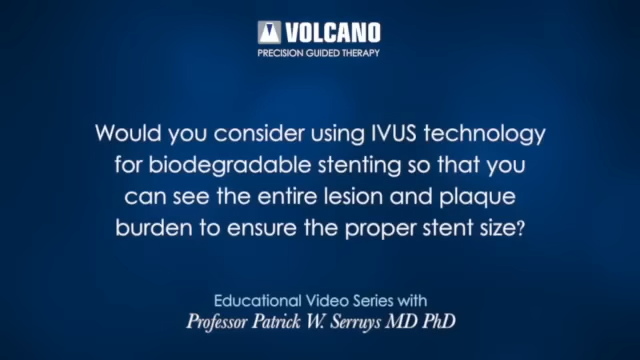 VOLCANO
PRECISION GUIDED THERAPY
Would you consider using IVUS technology
for biodegradable stenting so that you
can see the entire lesion and plaque
burden to ensure the proper stent size?
Educational Video Series with
Professor Patrick W. Serruys MD PhD